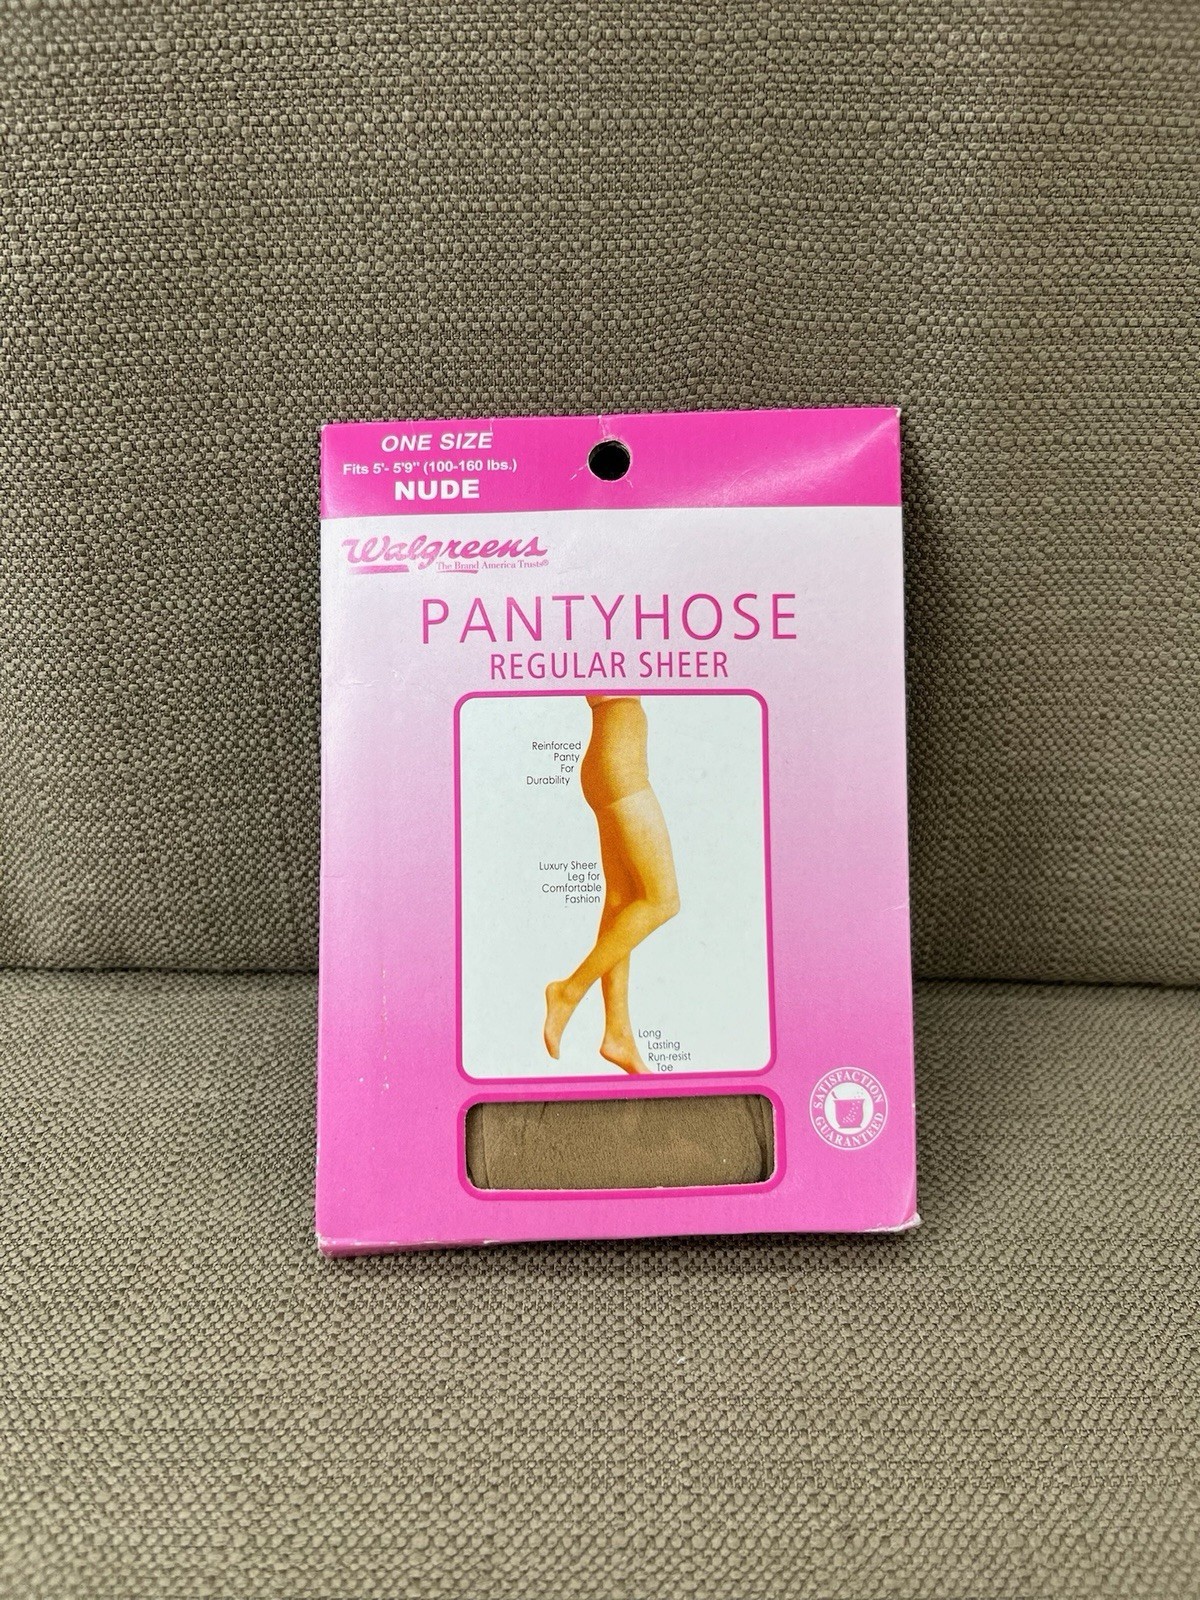 ONE SIZE
Fits 5'- 5'9" (100-160 lbs.)
NUDE
Walgreens
The Brand America Trusts®
PANTYHOSE
REGULAR SHEER
Reinforced
Panty
For
Durability
Luxury Sheer
Leg for
Comfortable
Fashion
Long
Lasting
Run-resist
Toe
SATISFACTION
GUARANTEED